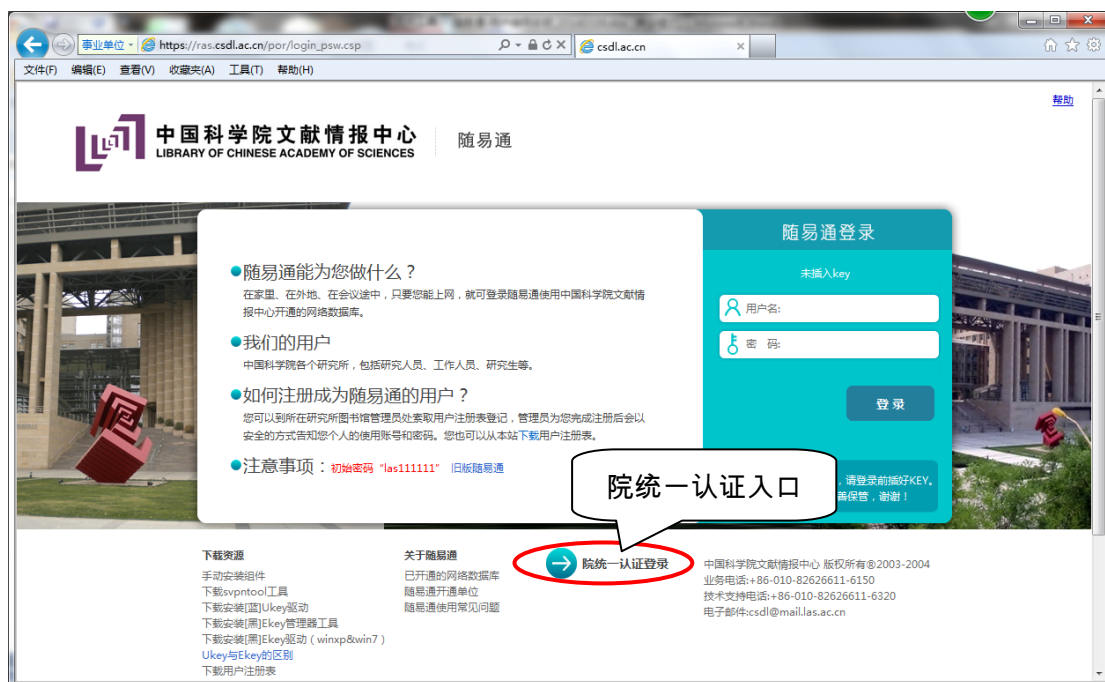 事业单位
https://ras.csdl.ac.cn/por/login_psw.csp
csdl.ac.cn
文件(F) 编辑(E) 查看(V) 收藏夹(A) 工具(T) 帮助(H)
帮助
中国科学院文献情报中心
LIBRARY OF CHINESE ACADEMY OF SCIENCES
随易通
随易通能为您做什么？
在家里、在外地、在会议途中，只要您能上网，就可登录随易通使用中国科学院文献情
报中心开通的网络数据库。
我们的用户
中国科学院各个研究所，包括研究人员、工作人员、研究生等。
如何注册成为随易通的用户？
您可以到所在研究所图书馆管理员处索取用户注册表登记，管理员为您完成注册后会以
安全的方式告知您个人的使用账号和密码。您也可以从本站下载用户注册表。
注意事项：初始密码 "las111111" 旧版随易通
随易通登录
未插入key
用户名:
密 码:
登录
，请登录前插好KEY。
善保管，谢谢！
院统一认证入口
下载资源
手动安装组件
下载svpntool工具
下载安装[蓝]Ukey驱动
下载安装[黑]Ekey管理器工具
下载安装[黑]Ekey驱动（winxp&win7）
Ukey与Ekey的区别
下载用户注册表
关于随易通
已开通的网络数据库
随易通开通单位
随易通使用常见问题
院统一认证登录
中国科学院文献情报中心 版权所有©2003-2004
业务电话:+86-010-82626611-6150
技术支持电话:+86-010-82626611-6320
电子邮件:csdl@mail.las.ac.cn